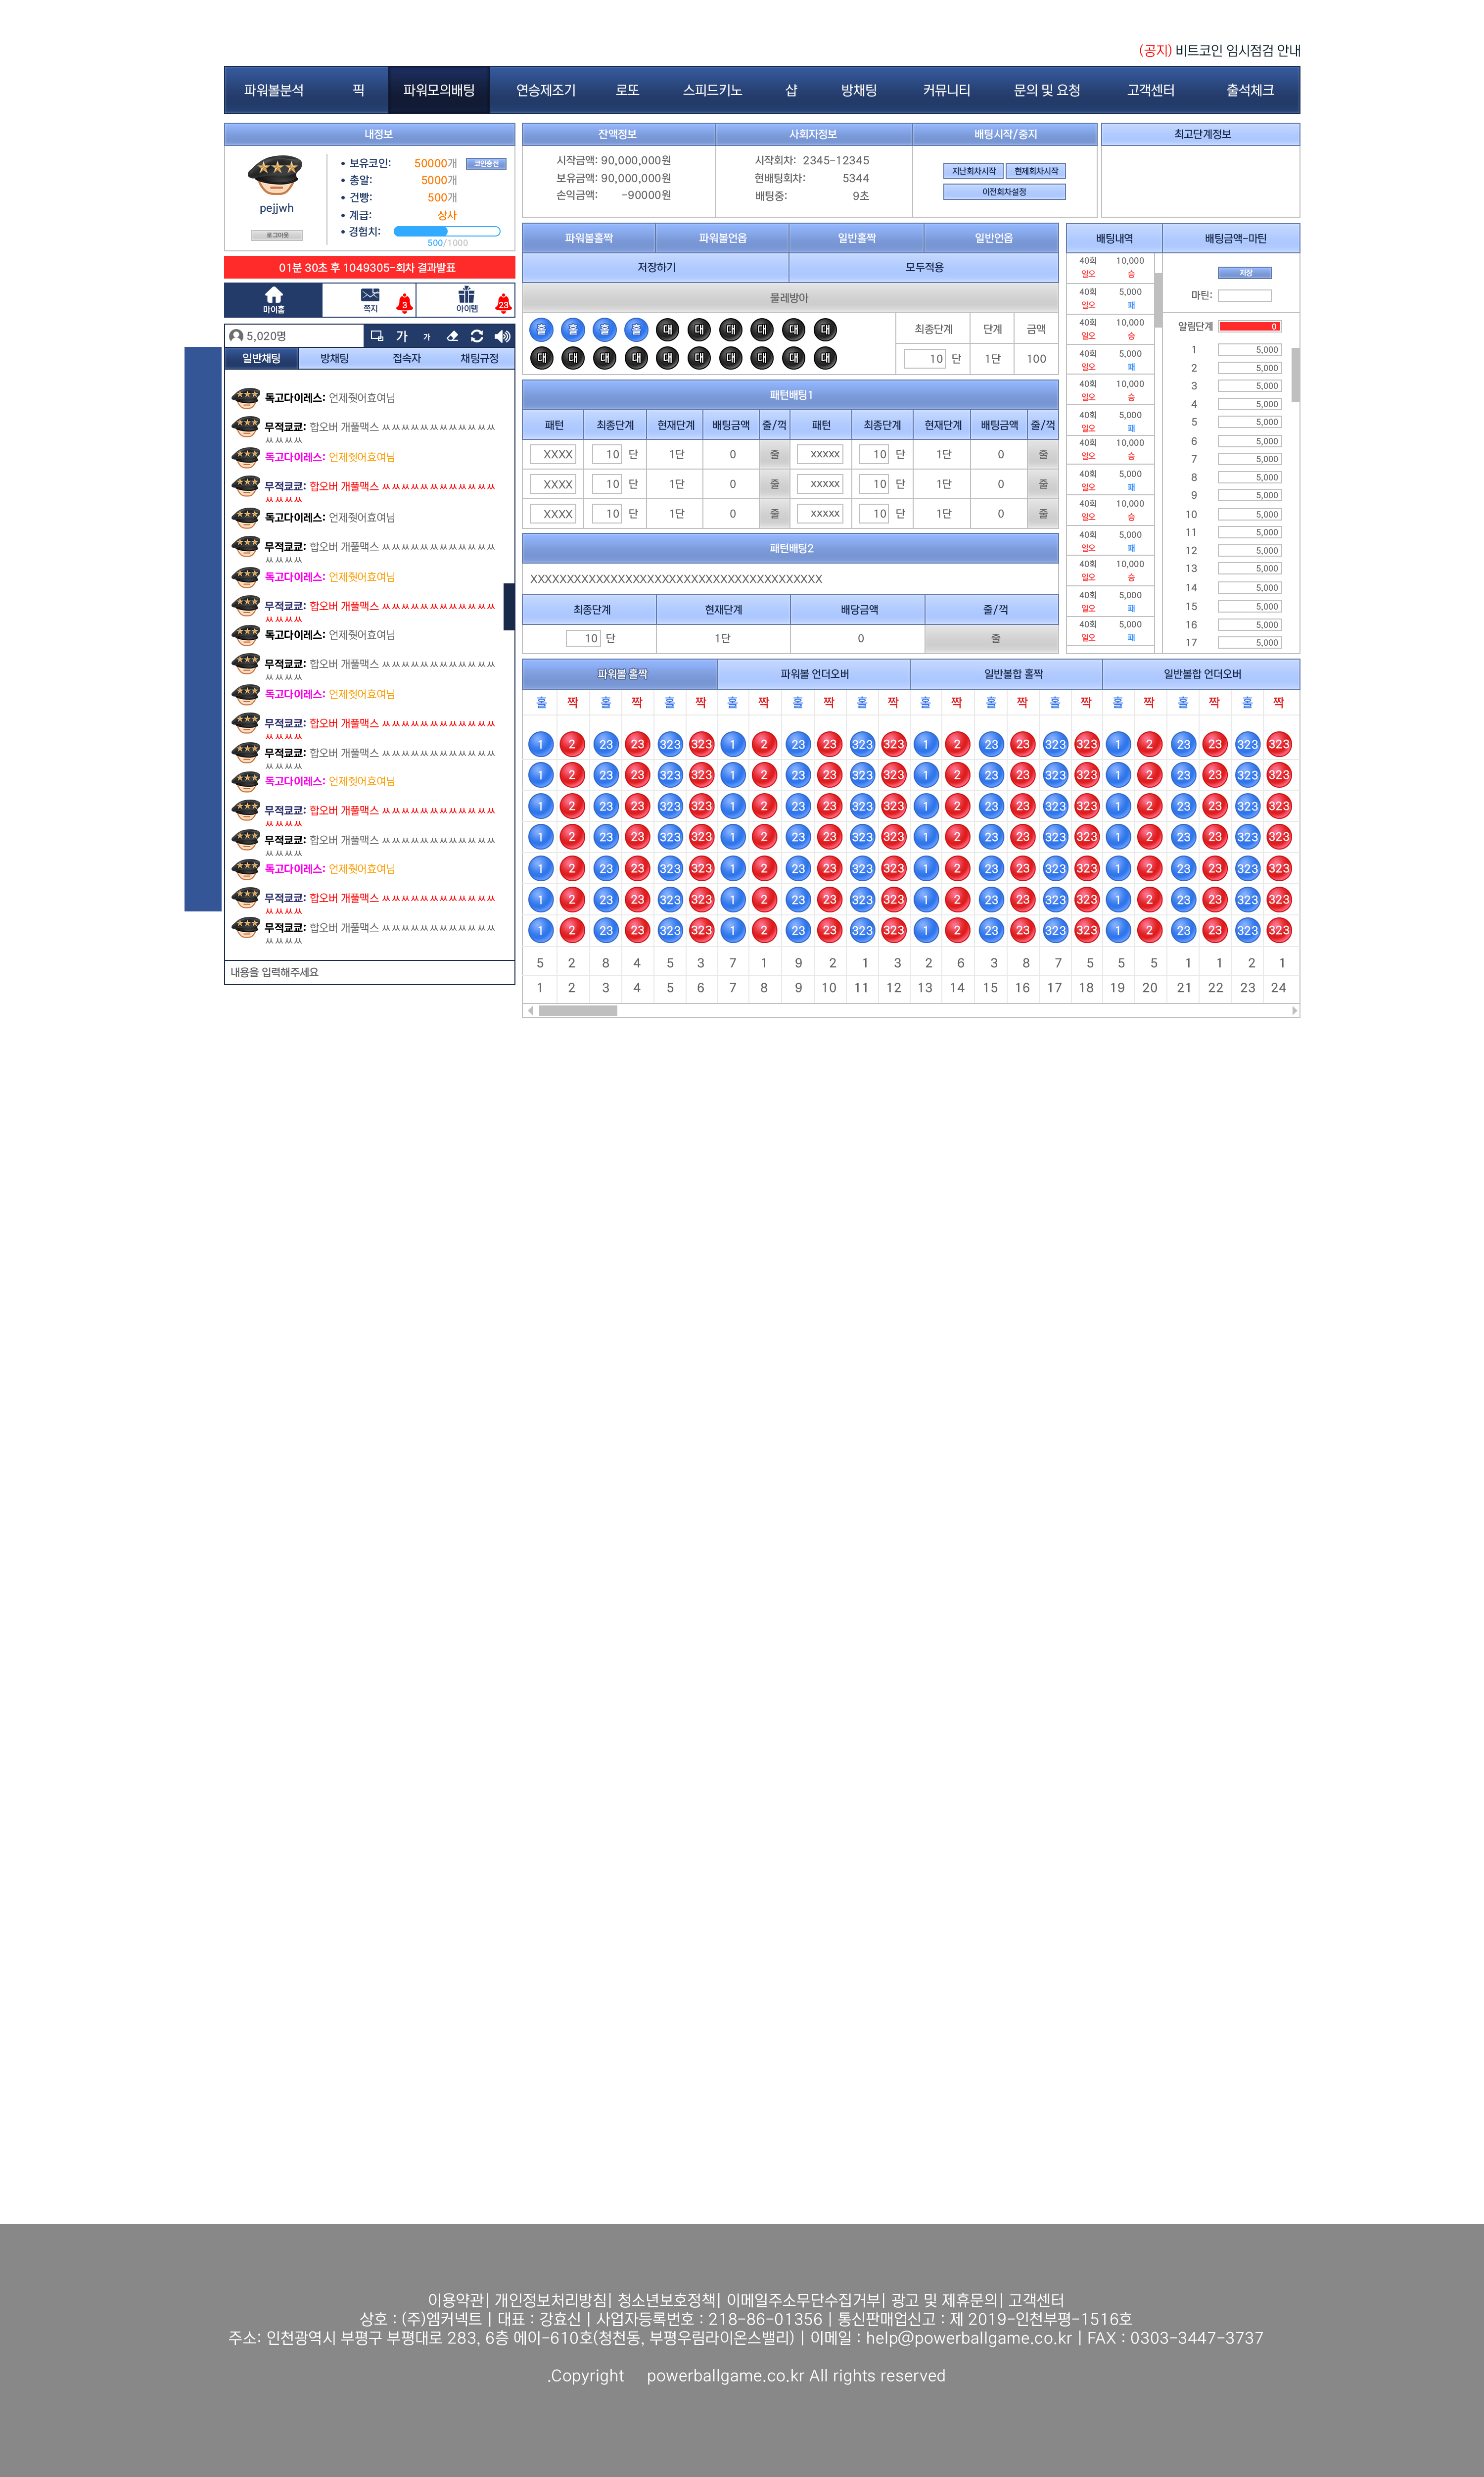 (공지) 비트코인 임시점검 안내
파워볼분석 픽 파워모의배팅 연승제조기 로또 스피드키노 샵 방채팅 커뮤니티 문의 및 요청 고객센터 출석체크
내정보
pejjwh
로그아웃
• 보유코인: 50000개 코인충전
• 총알: 5000개
• 건빵: 500개
• 계급: 상사
• 경험치:
500/1000
01분 30초 후 1049305-회차 결과발표
마이홈 쪽지 3 아이템 23
5,020명 가 가
일반채팅 방채팅 접속자 채팅규정
독고다이레스: 언제줫어효여님
무적쿄쿄: 합오버 개풀맥스 ㅆㅆㅆㅆㅆㅆㅆㅆㅆㅆㅆㅆ
ㅆㅆㅆㅆ
독고다이레스: 언제줫어효여님
무적쿄쿄: 합오버 개풀맥스 ㅆㅆㅆㅆㅆㅆㅆㅆㅆㅆㅆㅆ
ㅆㅆㅆㅆ
독고다이레스: 언제줫어효여님
무적쿄쿄: 합오버 개풀맥스 ㅆㅆㅆㅆㅆㅆㅆㅆㅆㅆㅆㅆ
ㅆㅆㅆㅆ
독고다이레스: 언제줫어효여님
무적쿄쿄: 합오버 개풀맥스 ㅆㅆㅆㅆㅆㅆㅆㅆㅆㅆㅆㅆ
ㅆㅆㅆㅆ
독고다이레스: 언제줫어효여님
무적쿄쿄: 합오버 개풀맥스 ㅆㅆㅆㅆㅆㅆㅆㅆㅆㅆㅆㅆ
ㅆㅆㅆㅆ
독고다이레스: 언제줫어효여님
무적쿄쿄: 합오버 개풀맥스 ㅆㅆㅆㅆㅆㅆㅆㅆㅆㅆㅆㅆ
ㅆㅆㅆㅆ
무적쿄쿄: 합오버 개풀맥스 ㅆㅆㅆㅆㅆㅆㅆㅆㅆㅆㅆㅆ
ㅆㅆㅆㅆ
독고다이레스: 언제줫어효여님
무적쿄쿄: 합오버 개풀맥스 ㅆㅆㅆㅆㅆㅆㅆㅆㅆㅆㅆㅆ
ㅆㅆㅆㅆ
무적쿄쿄: 합오버 개풀맥스 ㅆㅆㅆㅆㅆㅆㅆㅆㅆㅆㅆㅆ
ㅆㅆㅆㅆ
독고다이레스: 언제줫어효여님
무적쿄쿄: 합오버 개풀맥스 ㅆㅆㅆㅆㅆㅆㅆㅆㅆㅆㅆㅆ
ㅆㅆㅆㅆ
무적쿄쿄: 합오버 개풀맥스 ㅆㅆㅆㅆㅆㅆㅆㅆㅆㅆㅆㅆ
ㅆㅆㅆㅆ
내용을 입력해주세요
잔액정보 사회자정보 배팅시작/중지 최고단계정보
시작금액: 90,000,000원
보유금액: 90,000,000원
손익금액: -90000원
시작회차: 2345-12345
현배팅회차: 5344
배팅중: 9초
지난회차시작 현제회차시작
이전회차설정
파워볼홀짝 파워볼언옵 일반홀짝 일반언옵
저장하기 모두적용
물레방아
홀 홀 홀 홀 대 대 대 대 대 대
대 대 대 대 대 대 대 대 대 대
최종단계 단계 금액
10 단 1단 100
패턴배팅1
패턴 최종단계 현재단계 배팅금액 줄/꺽 패턴 최종단계 현재단계 배팅금액 줄/꺽
XXXX 10 단 1단 0 줄 xxxxx 10 단 1단 0 줄
XXXX 10 단 1단 0 줄 xxxxx 10 단 1단 0 줄
XXXX 10 단 1단 0 줄 xxxxx 10 단 1단 0 줄
패턴배팅2
XXXXXXXXXXXXXXXXXXXXXXXXXXXXXXXXXXXXXXXX
최종단계 현재단계 배당금액 줄/꺽
10 단 1단 0 줄
배팅내역 배팅금액-마틴
40회 10,000
일오 승
40회 5,000
일오 패
40회 10,000
일오 승
40회 5,000
일오 패
40회 10,000
일오 승
40회 5,000
일오 패
40회 10,000
일오 승
40회 5,000
일오 패
40회 10,000
일오 승
40회 5,000
일오 패
40회 10,000
일오 승
40회 5,000
일오 패
40회 5,000
일오 패
저장
마틴:
알림단계 0
1 5,000
2 5,000
3 5,000
4 5,000
5 5,000
6 5,000
7 5,000
8 5,000
9 5,000
10 5,000
11 5,000
12 5,000
13 5,000
14 5,000
15 5,000
16 5,000
17 5,000
파워볼 홀짝 파워볼 언더오버 일반볼합 홀짝 일반볼합 언더오버
홀 짝 홀 짝 홀 짝 홀 짝 홀 짝 홀 짝 홀 짝 홀 짝 홀 짝 홀 짝 홀 짝 홀 짝
1 2 23 23 323 323 1 2 23 23 323 323 1 2 23 23 323 323 1 2 23 23 323 323
1 2 23 23 323 323 1 2 23 23 323 323 1 2 23 23 323 323 1 2 23 23 323 323
1 2 23 23 323 323 1 2 23 23 323 323 1 2 23 23 323 323 1 2 23 23 323 323
1 2 23 23 323 323 1 2 23 23 323 323 1 2 23 23 323 323 1 2 23 23 323 323
1 2 23 23 323 323 1 2 23 23 323 323 1 2 23 23 323 323 1 2 23 23 323 323
1 2 23 23 323 323 1 2 23 23 323 323 1 2 23 23 323 323 1 2 23 23 323 323
1 2 23 23 323 323 1 2 23 23 323 323 1 2 23 23 323 323 1 2 23 23 323 323
5 2 8 4 5 3 7 1 9 2 1 3 2 6 3 8 7 5 5 5 1 1 2 1
1 2 3 4 5 6 7 8 9 10 11 12 13 14 15 16 17 18 19 20 21 22 23 24
이용약관| 개인정보처리방침| 청소년보호정책| 이메일주소무단수집거부| 광고 및 제휴문의| 고객센터
상호 : (주)엠커넥트 | 대표 : 강효신 | 사업자등록번호 : 218-86-01356 | 통신판매업신고 : 제 2019-인천부평-1516호
주소: 인천광역시 부평구 부평대로 283, 6층 에이-610호(청천동, 부평우림라이온스밸리) | 이메일 : help@powerballgame.co.kr | FAX : 0303-3447-3737
.Copyright powerballgame.co.kr All rights reserved